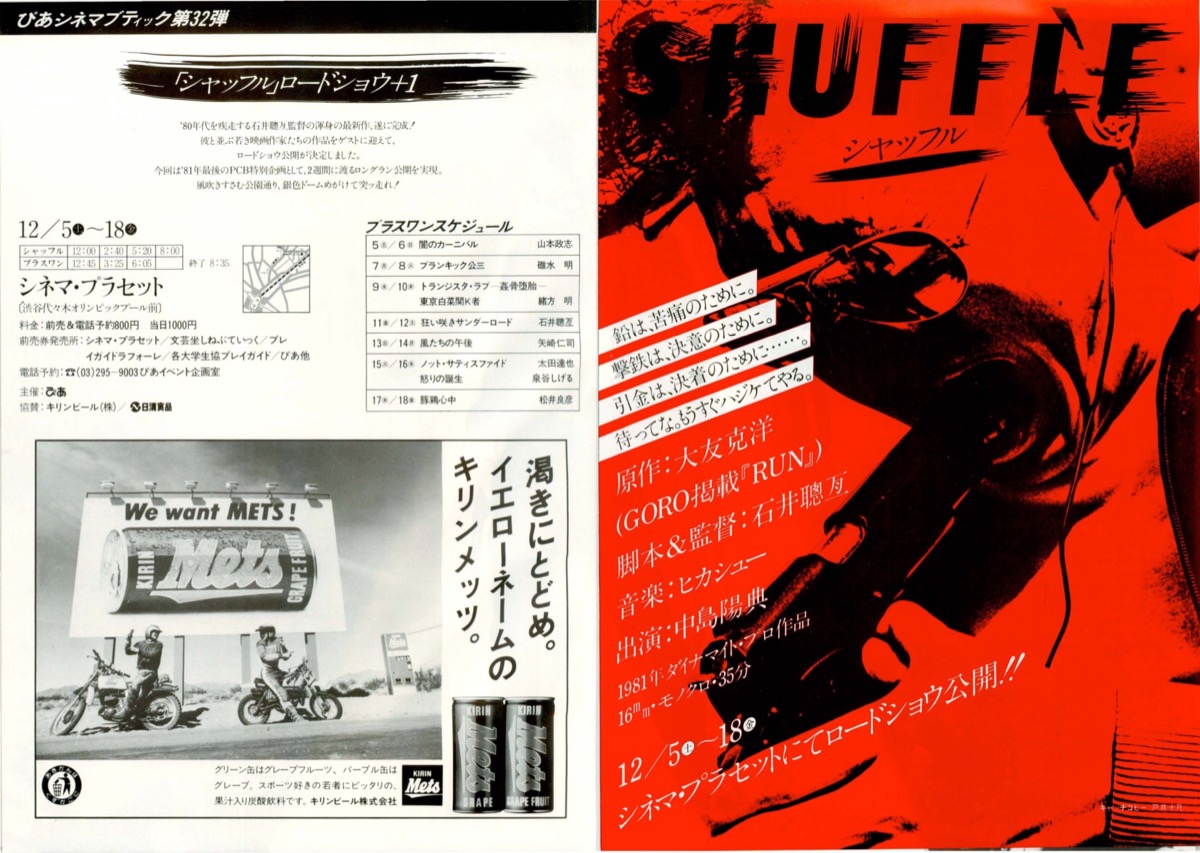 ぴあシネマブティック第32弾
「シャッフル」ロードショウ+1
'80年代を疾走する石井聰亙監督の渾身の最新作、遂に完成!
彼と並ぶ若き映画作家たちの作品をゲストに迎えて、
ロードショウ公開が決定しました。
今回は'81年最後のPCB特別企画として、2週間に渡るロングラン公開を実現。
風吹きすさむ公園通り、銀色ドームめがけて突ッ走れ!
12/5㊏〜18㊎
シャッフル 12:00 2:40 5:20 8:00
プラスワン 12:45 3:25 6:05 終了 8:35
シネマ・プラセット
〔渋谷代々木オリンピックプール前〕
料金:前売&電話予約800円 当日1000円
前売券発売所:シネマ・プラセット/文芸坐しねぶてぃっく/プレ
イガイドラフォーレ/各大学生協プレイガイド/ぴあ他
電話予約:☎(03)295-9003ぴあイベント企画室
主催:ぴあ
協賛:キリンビール(株)/日清食品
プラスワンスケジュール
5㊏/6㊐ 闇のカーニバル 山本政志
7㊊/8㊋ プランキック公三 碓水 明
9㊌/10㊍ トランジスタ・ラブ—姦骨堕胎—
東京白菜関K者 緒方 明
11㊎/12㊏ 狂い咲きサンダーロード 石井聰亙
13㊐/14㊊ 風たちの午後 矢崎仁司
15㊋/16㊌ ノット・サティスファイド 太田達也
怒りの誕生 泉谷しげる
17㊍/18㊎ 豚鶏心中 松井良彦
We want METS!
KIRIN
Mets
GRAPE FRUIT
渇きにとどめ。
イエローネームの
キリンメッツ。
KIRIN
Mets
GRAPE
KIRIN
Mets
GRAPE FRUIT
グリーン缶はグレープフルーツ、パープル缶は
グレープ。スポーツ好きの若者にピッタリの、
果汁入り炭酸飲料です。キリンビール株式会社
KIRIN
Mets
SHUFFLE
シャッフル
鉛は、苦痛のために。
撃鉄は、決意のために。
引金は、決着のために……。
待ってな。もうすぐハジケてやる。
原作:大友克洋
(GORO掲載『RUN』)
脚本&監督:石井聰亙
音楽:ヒカシュー
出演:中島陽典
1981年ダイナマイト・プロ作品
16mm・モノクロ・35分
12/5㊏〜18㊎
シネマ・プラセットにてロードショウ公開!!